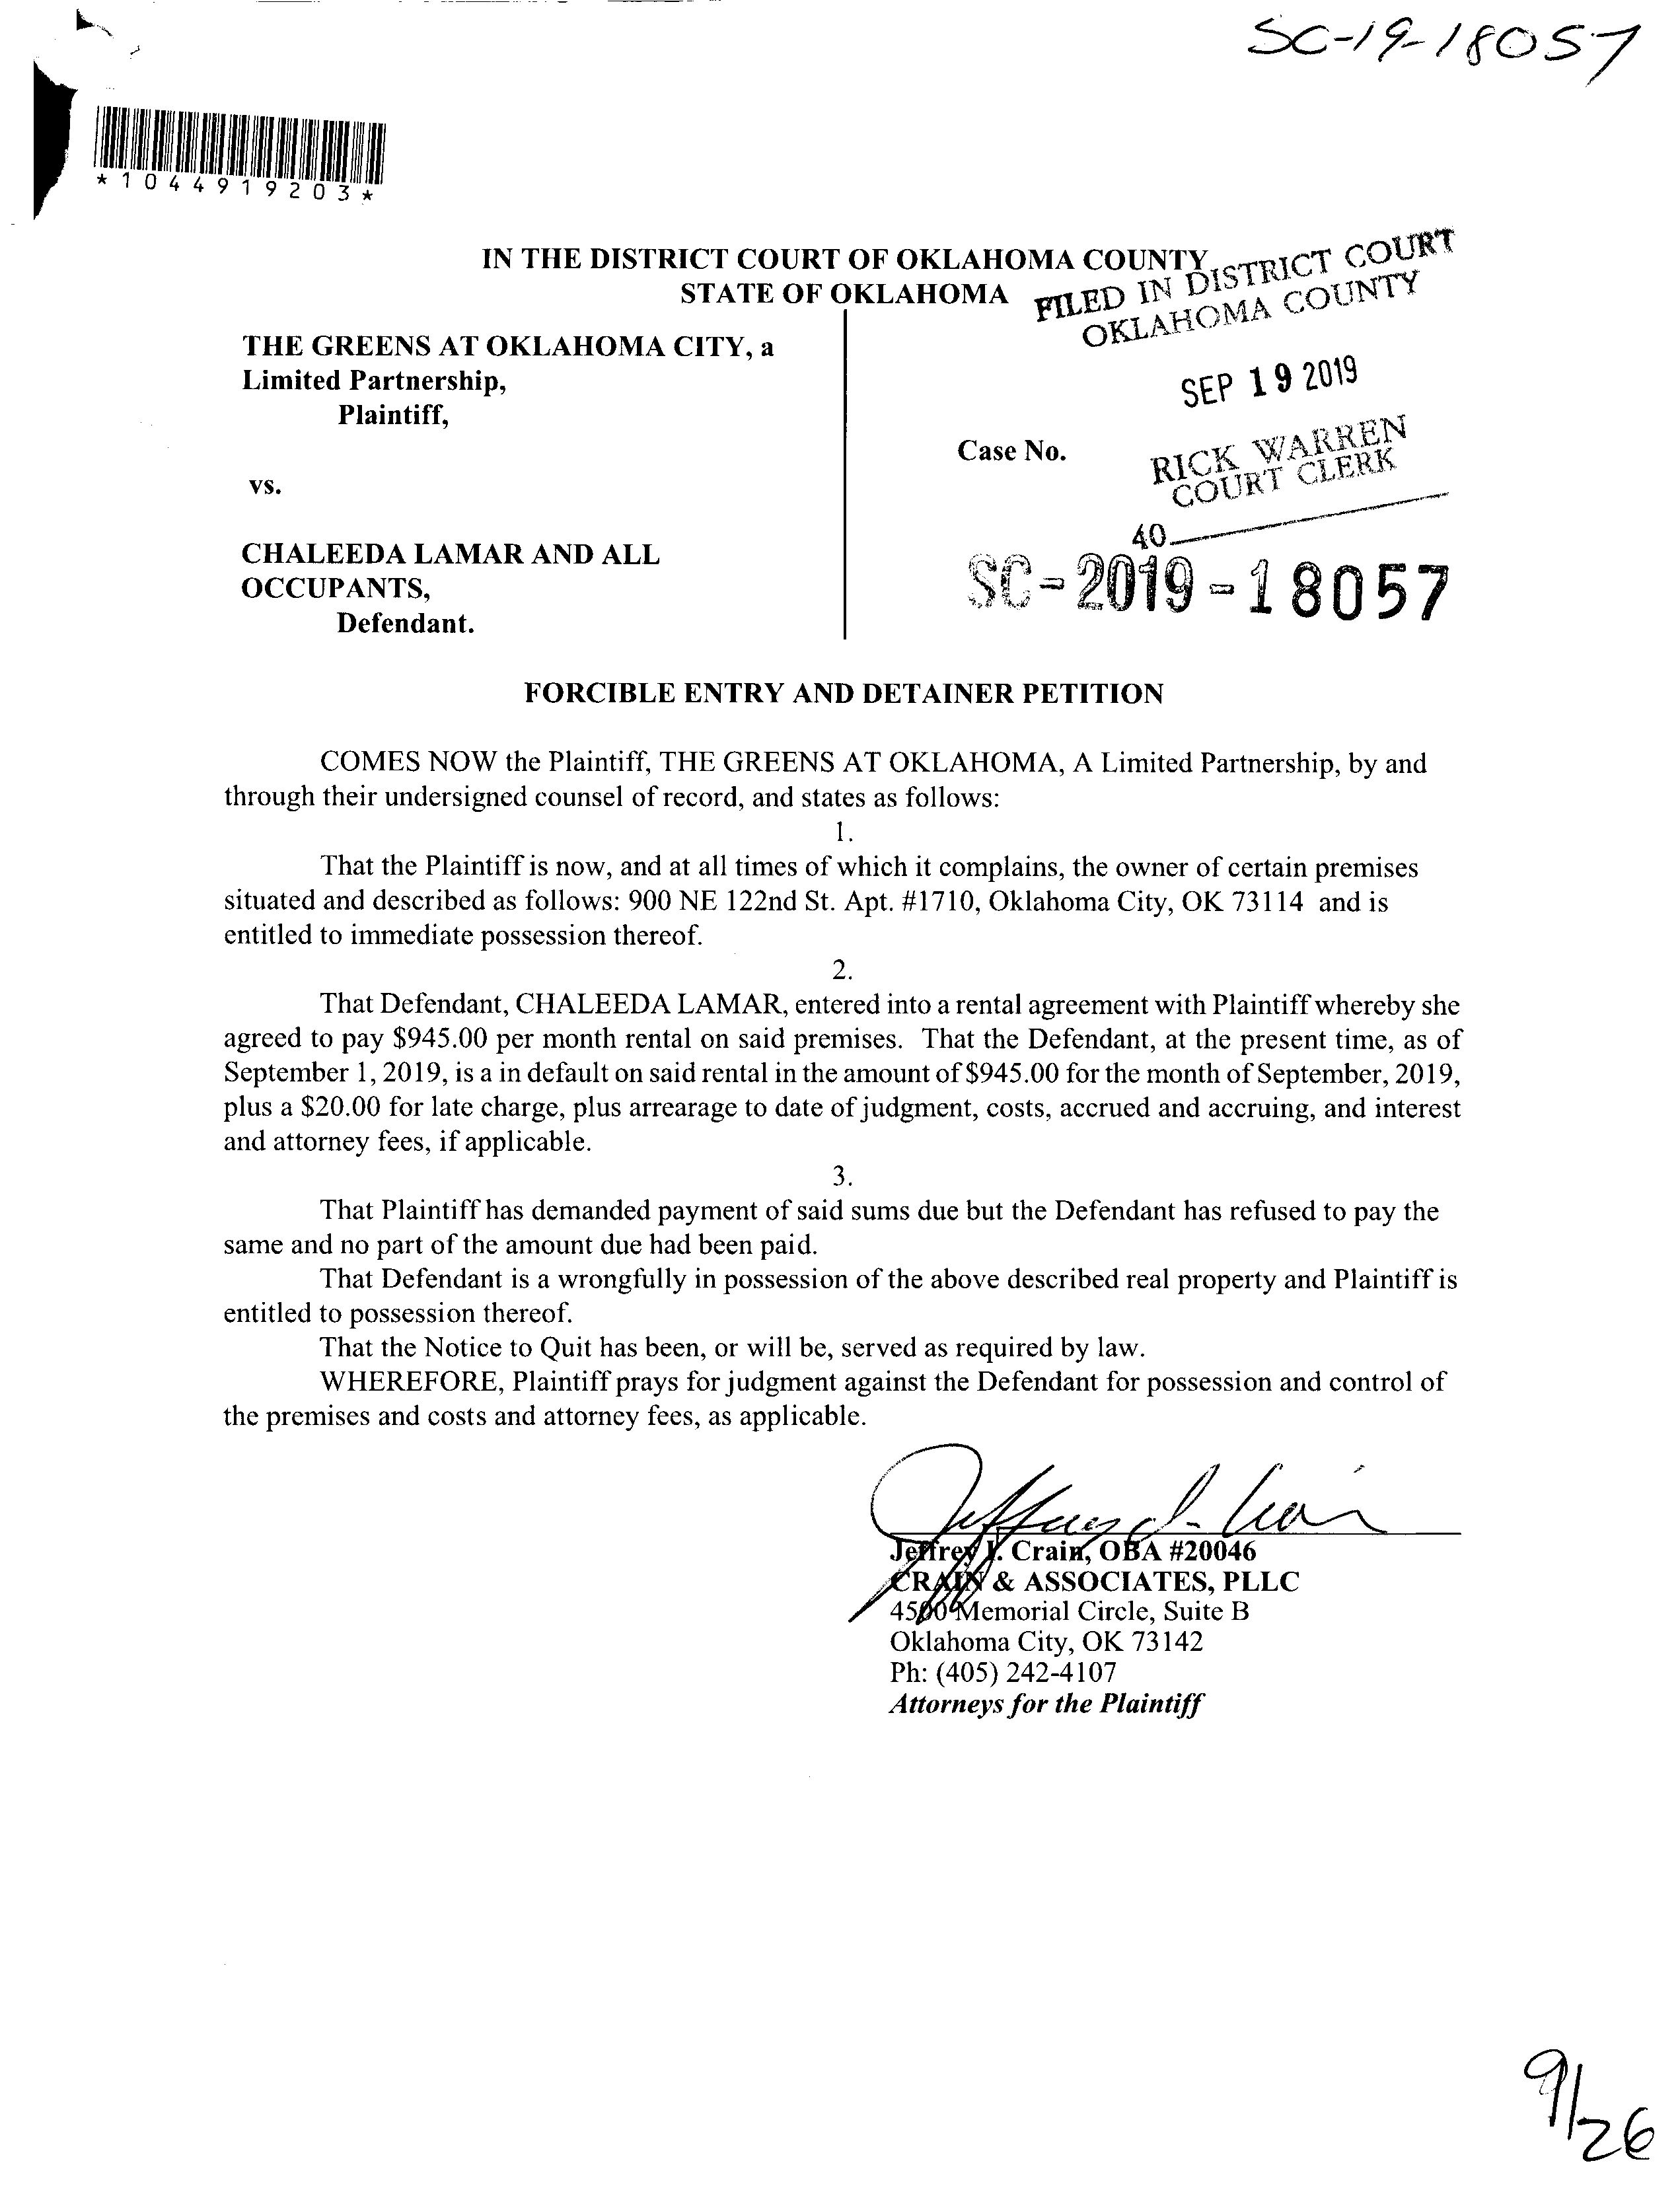 SC-19-18057
*1044919203*
IN THE DISTRICT COURT OF OKLAHOMA COUNTY
STATE OF OKLAHOMA
FILED IN DISTRICT COURT
OKLAHOMA COUNTY
THE GREENS AT OKLAHOMA CITY, a
Limited Partnership,
Plaintiff,
SEP 19 2019
Case No.
RICK WARREN
COURT CLERK
vs.
40
CHALEEDA LAMAR AND ALL
OCCUPANTS,
Defendant.
SC-2019-18057
FORCIBLE ENTRY AND DETAINER PETITION
COMES NOW the Plaintiff, THE GREENS AT OKLAHOMA, A Limited Partnership, by and
through their undersigned counsel of record, and states as follows:
1.
That the Plaintiff is now, and at all times of which it complains, the owner of certain premises
situated and described as follows: 900 NE 122nd St. Apt. #1710, Oklahoma City, OK 73114 and is
entitled to immediate possession thereof.
2.
That Defendant, CHALEEDA LAMAR, entered into a rental agreement with Plaintiff whereby she
agreed to pay $945.00 per month rental on said premises. That the Defendant, at the present time, as of
September 1, 2019, is a in default on said rental in the amount of $945.00 for the month of September, 2019,
plus a $20.00 for late charge, plus arrearage to date of judgment, costs, accrued and accruing, and interest
and attorney fees, if applicable.
3.
That Plaintiff has demanded payment of said sums due but the Defendant has refused to pay the
same and no part of the amount due had been paid.
That Defendant is a wrongfully in possession of the above described real property and Plaintiff is
entitled to possession thereof.
That the Notice to Quit has been, or will be, served as required by law.
WHEREFORE, Plaintiff prays for judgment against the Defendant for possession and control of
the premises and costs and attorney fees, as applicable.
Jeffrey J. Crain, OBA #20046
CRAIN & ASSOCIATES, PLLC
4500 Memorial Circle, Suite B
Oklahoma City, OK 73142
Ph: (405) 242-4107
Attorneys for the Plaintiff
9/26